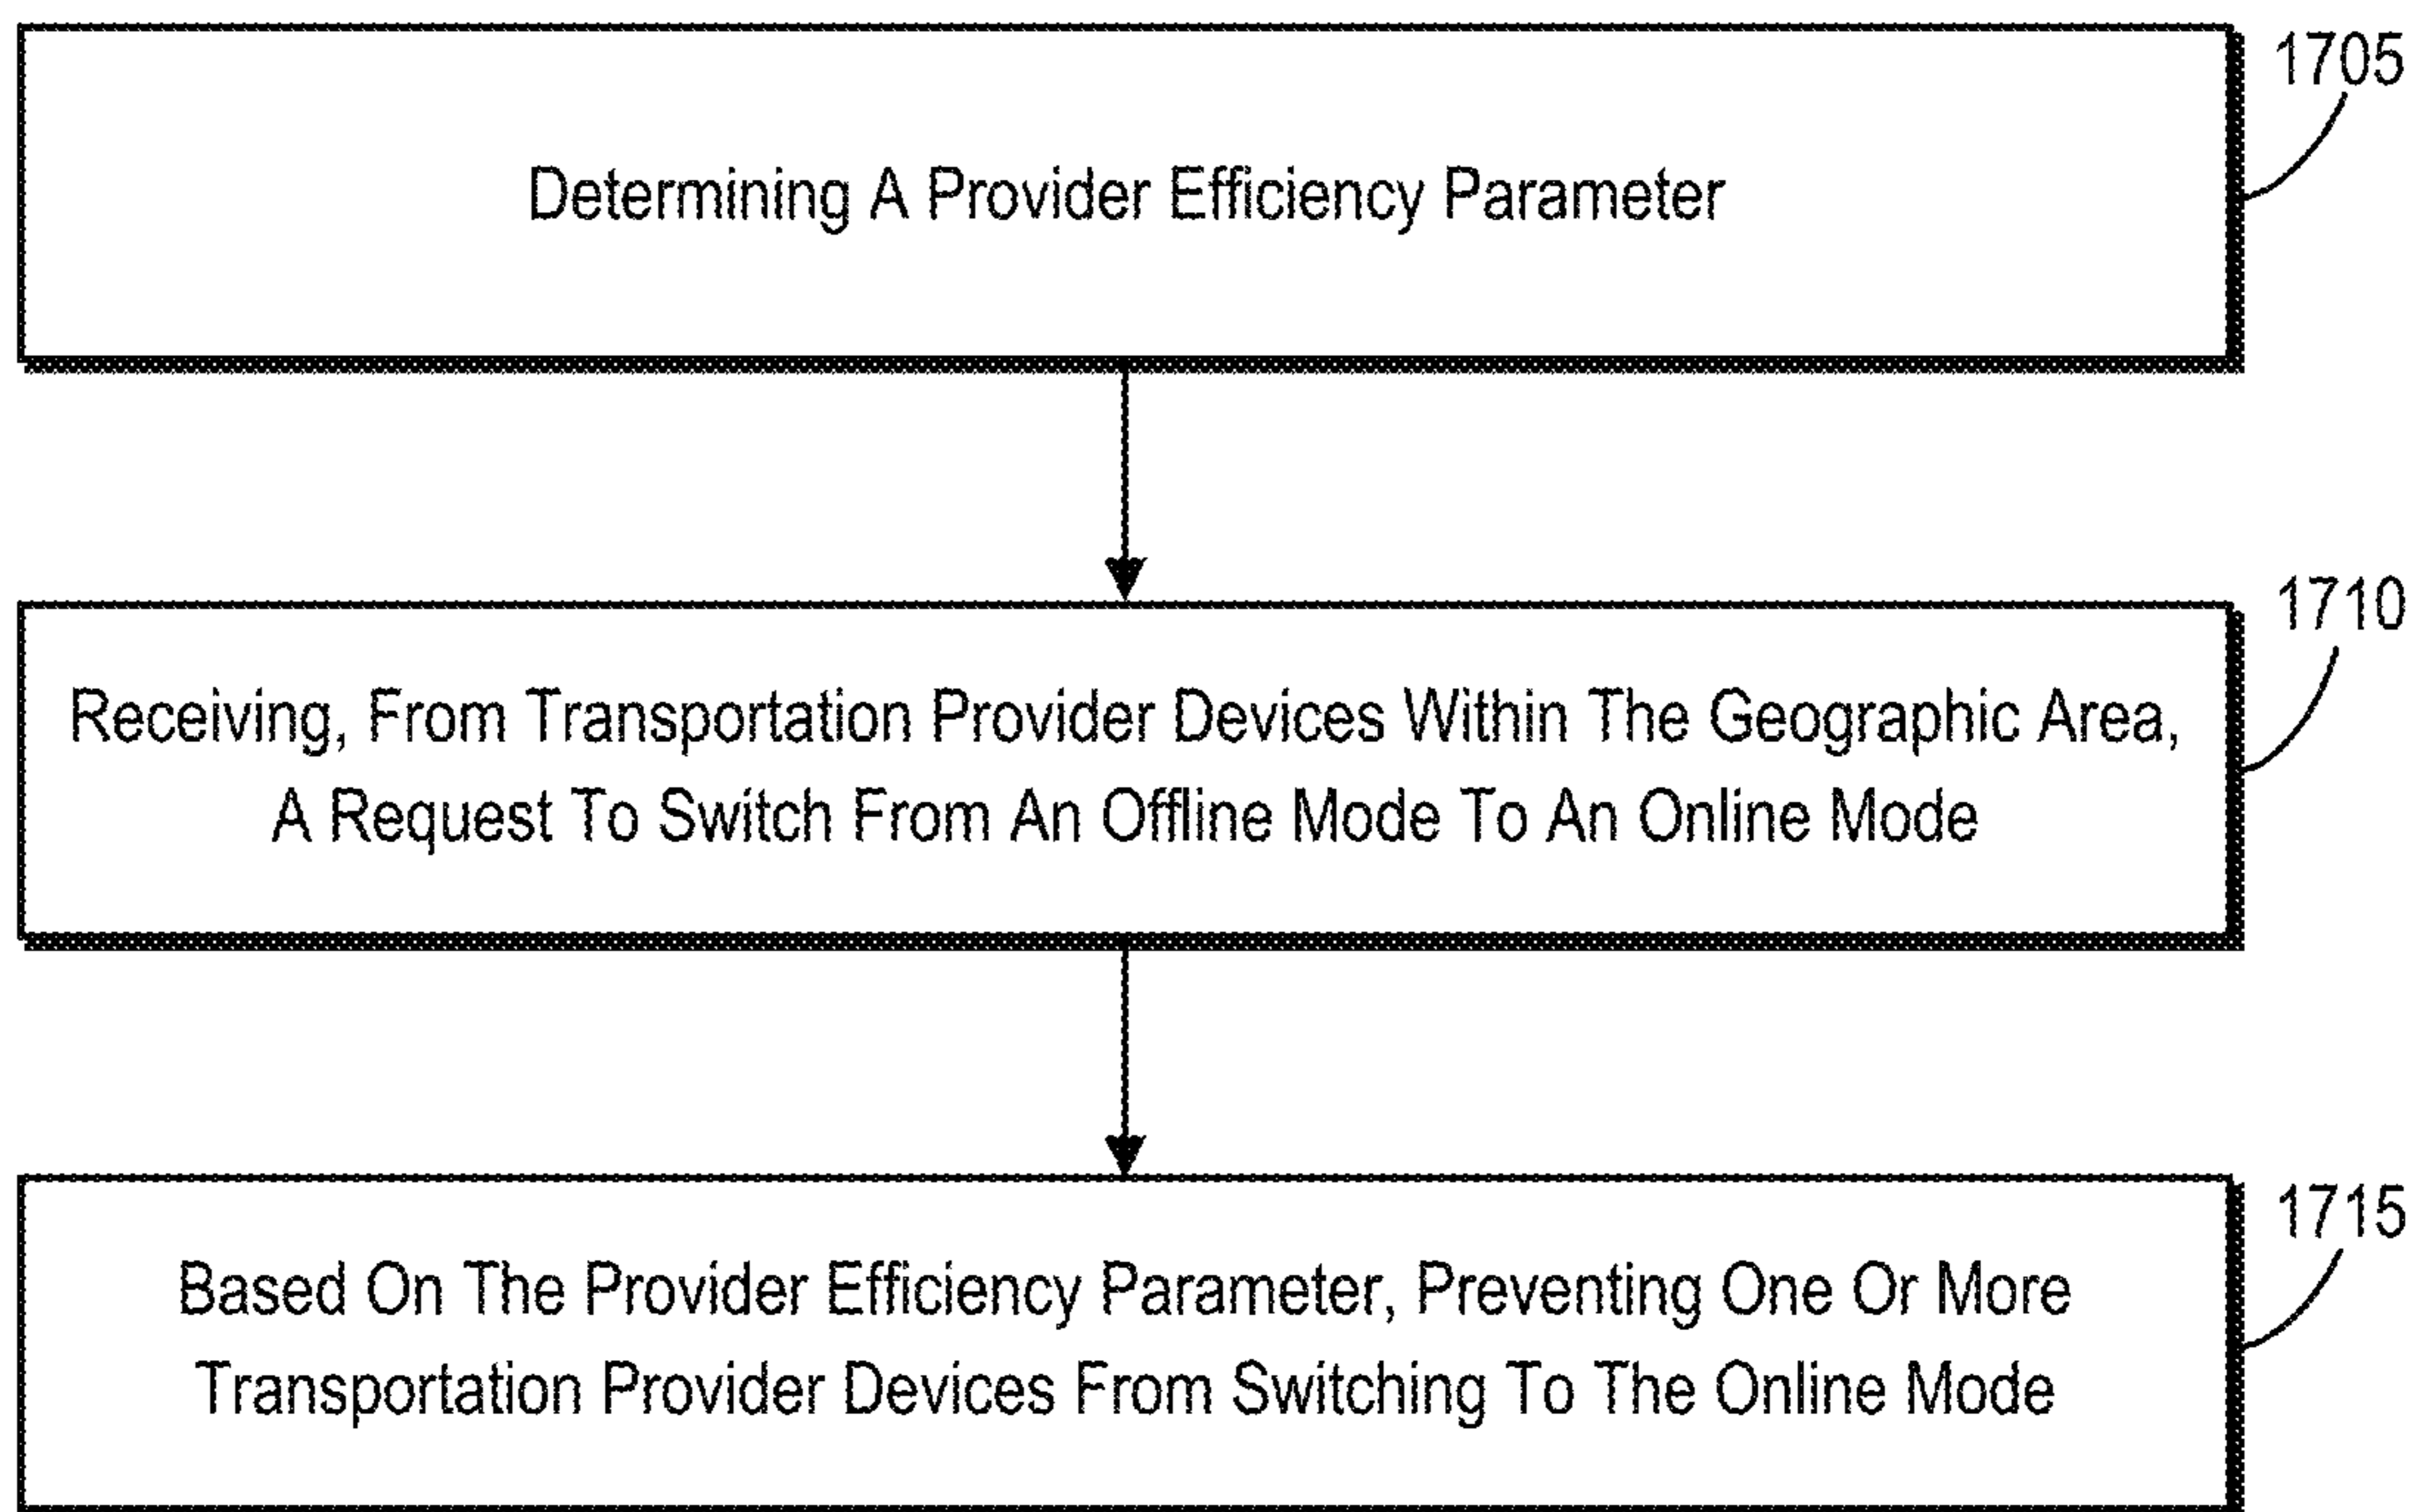 1705
Determining A Provider Efficiency Parameter
1710
Receiving, From Transportation Provider Devices Within The Geographic Area,
A Request To Switch From An Offline Mode To An Online Mode
1715
Based On The Provider Efficiency Parameter, Preventing One Or More
Transportation Provider Devices From Switching To The Online Mode